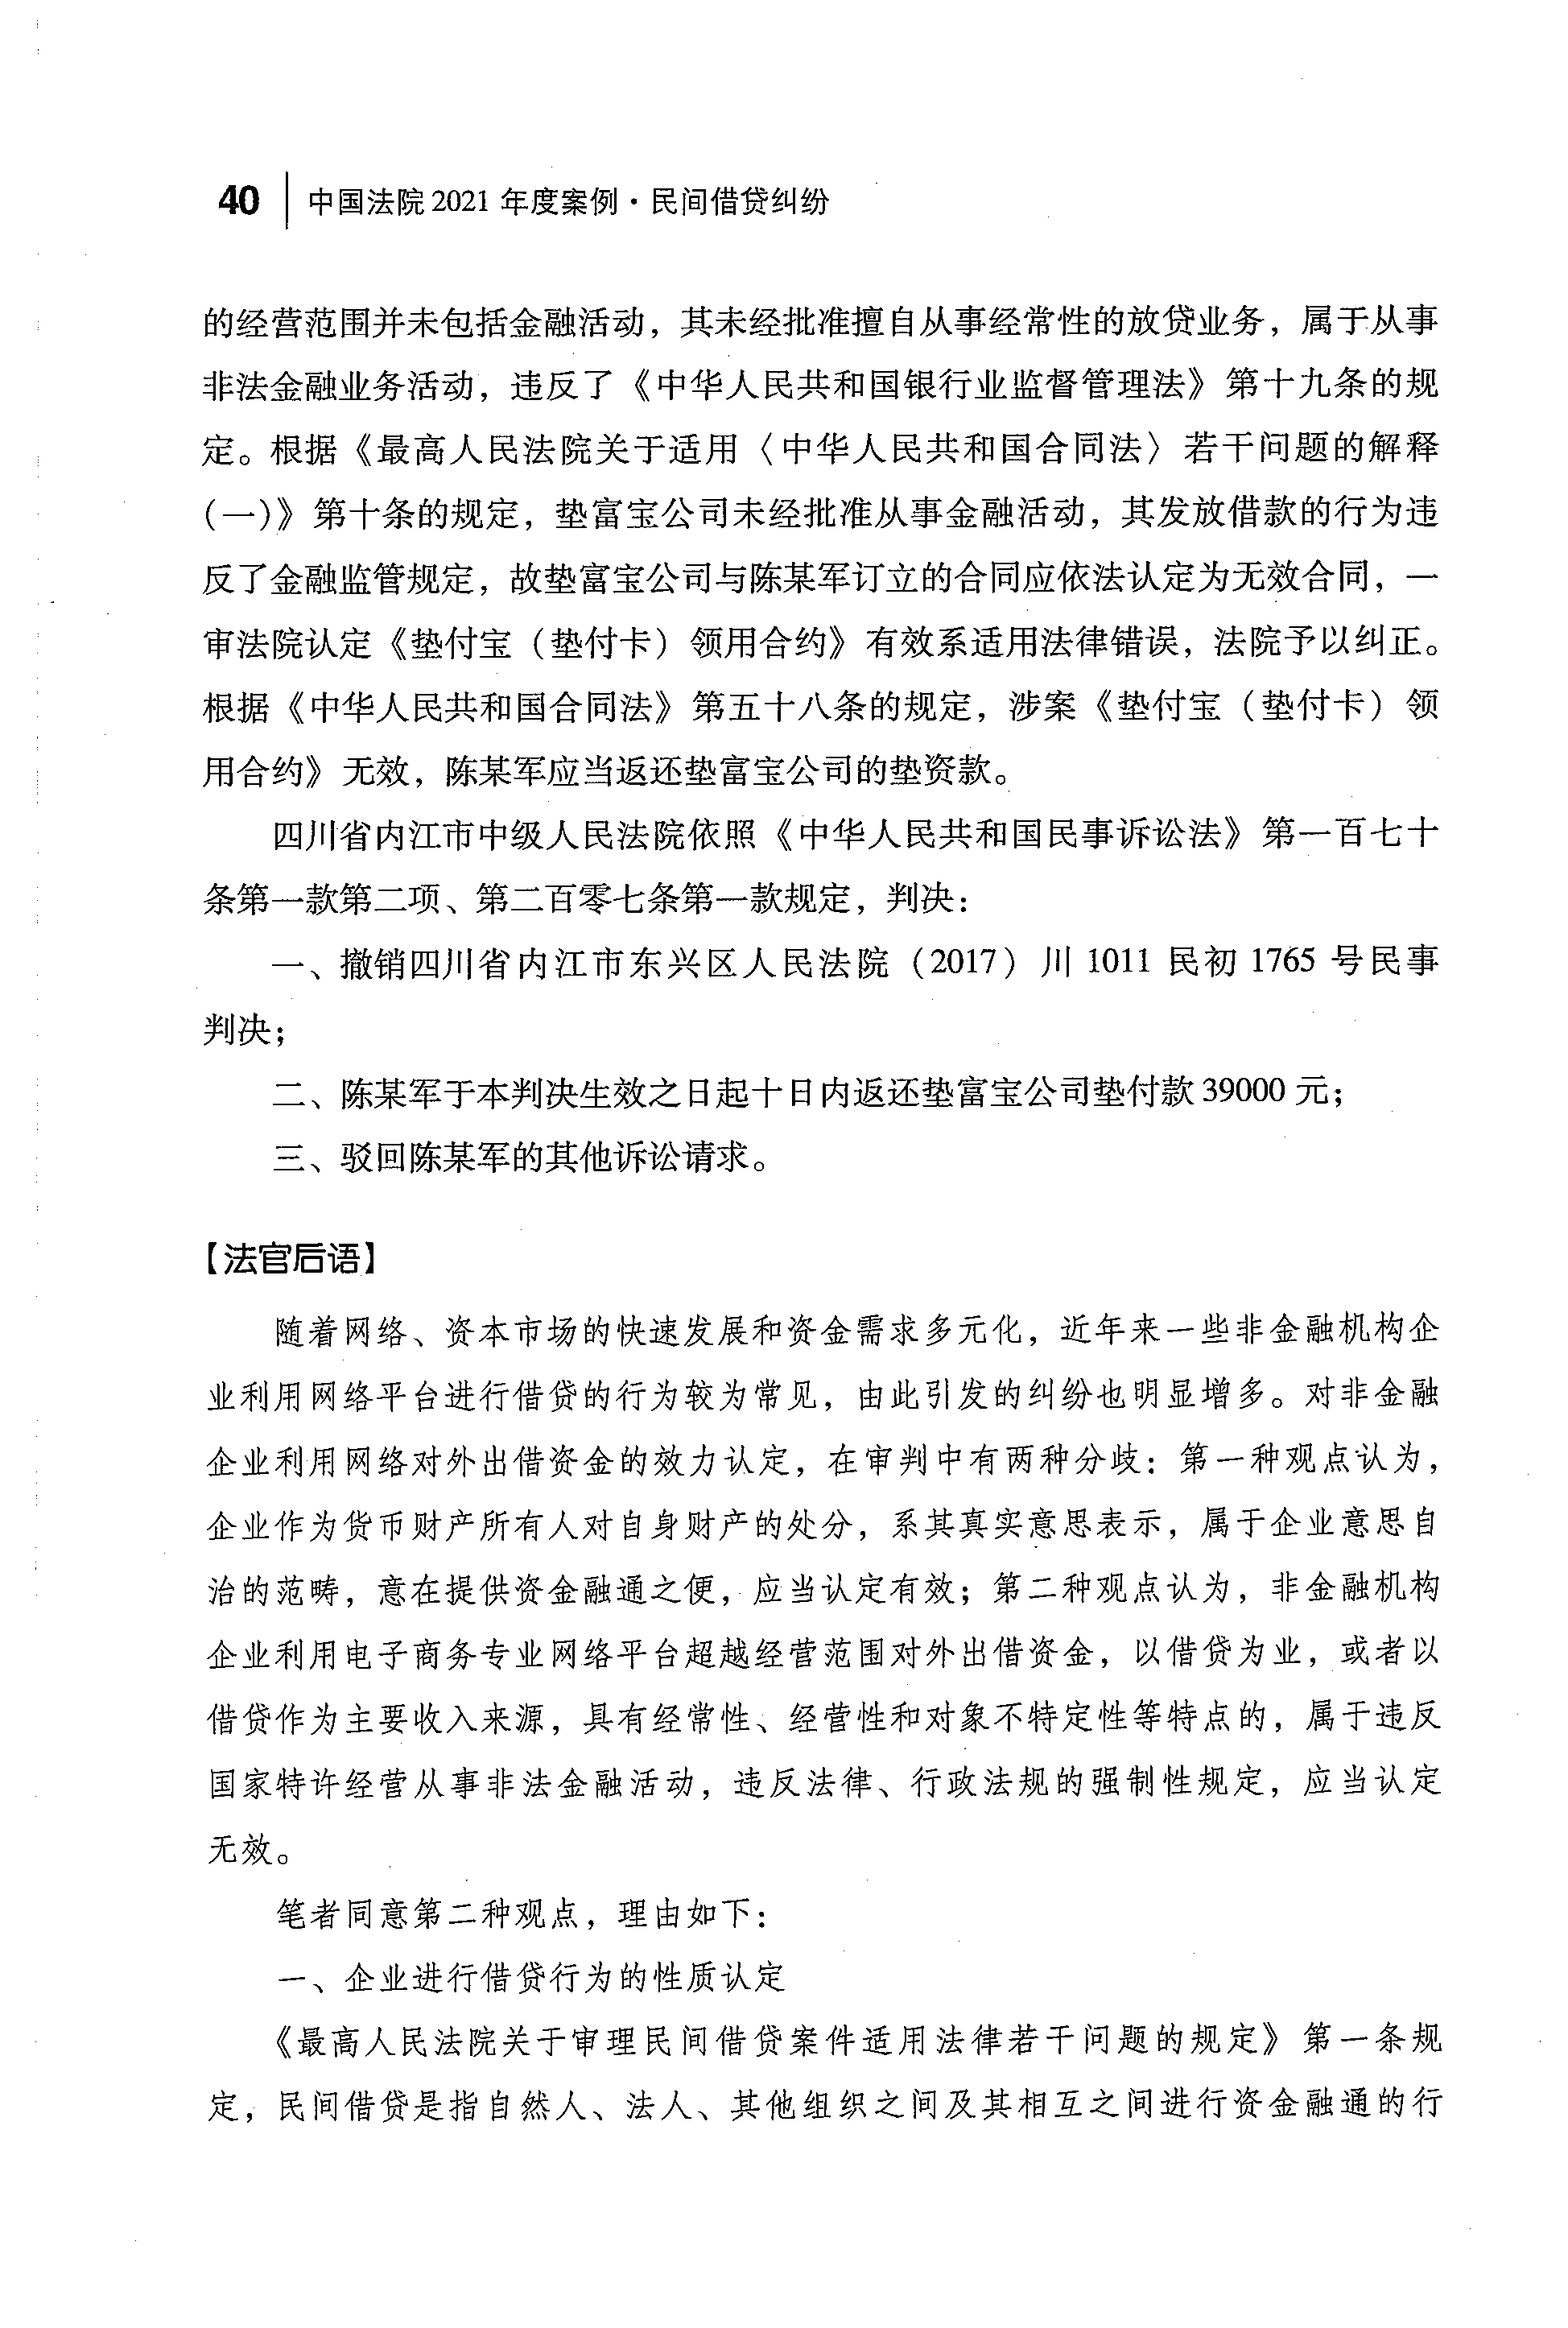 40 中国法院2021年度案例·民间借贷纠纷
的经营范围并未包括金融活动，其未经批准擅自从事经常性的放贷业务，属于从事
非法金融业务活动，违反了《中华人民共和国银行业监督管理法》第十九条的规
定。根据《最高人民法院关于适用〈中华人民共和国合同法〉若干问题的解释
(一)》第十条的规定，垫富宝公司未经批准从事金融活动，其发放借款的行为违
反了金融监管规定，故垫富宝公司与陈某军订立的合同应依法认定为无效合同，一
审法院认定《垫付宝（垫付卡）领用合约》有效系适用法律错误，法院予以纠正。
根据《中华人民共和国合同法》第五十八条的规定，涉案《垫付宝（垫付卡）领
用合约》无效，陈某军应当返还垫富宝公司的垫资款。
四川省内江市中级人民法院依照《中华人民共和国民事诉讼法》第一百七十
条第一款第二项、第二百零七条第一款规定，判决：
一、撤销四川省内江市东兴区人民法院（2017）川1011民初1765号民事
判决；
二、陈某军于本判决生效之日起十日内返还垫富宝公司垫付款39000元；
三、驳回陈某军的其他诉讼请求。
【法官后语】
随着网络、资本市场的快速发展和资金需求多元化，近年来一些非金融机构企
业利用网络平台进行借贷的行为较为常见，由此引发的纠纷也明显增多。对非金融
企业利用网络对外出借资金的效力认定，在审判中有两种分歧：第一种观点认为，
企业作为货币财产所有人对自身财产的处分，系其真实意思表示，属于企业意思自
治的范畴，意在提供资金融通之便，应当认定有效；第二种观点认为，非金融机构
企业利用电子商务专业网络平台超越经营范围对外出借资金，以借贷为业，或者以
借贷作为主要收入来源，具有经常性、经营性和对象不特定性等特点的，属于违反
国家特许经营从事非法金融活动，违反法律、行政法规的强制性规定，应当认定
无效。
笔者同意第二种观点，理由如下：
一、企业进行借贷行为的性质认定
《最高人民法院关于审理民间借贷案件适用法律若干问题的规定》第一条规
定，民间借贷是指自然人、法人、其他组织之间及其相互之间进行资金融通的行